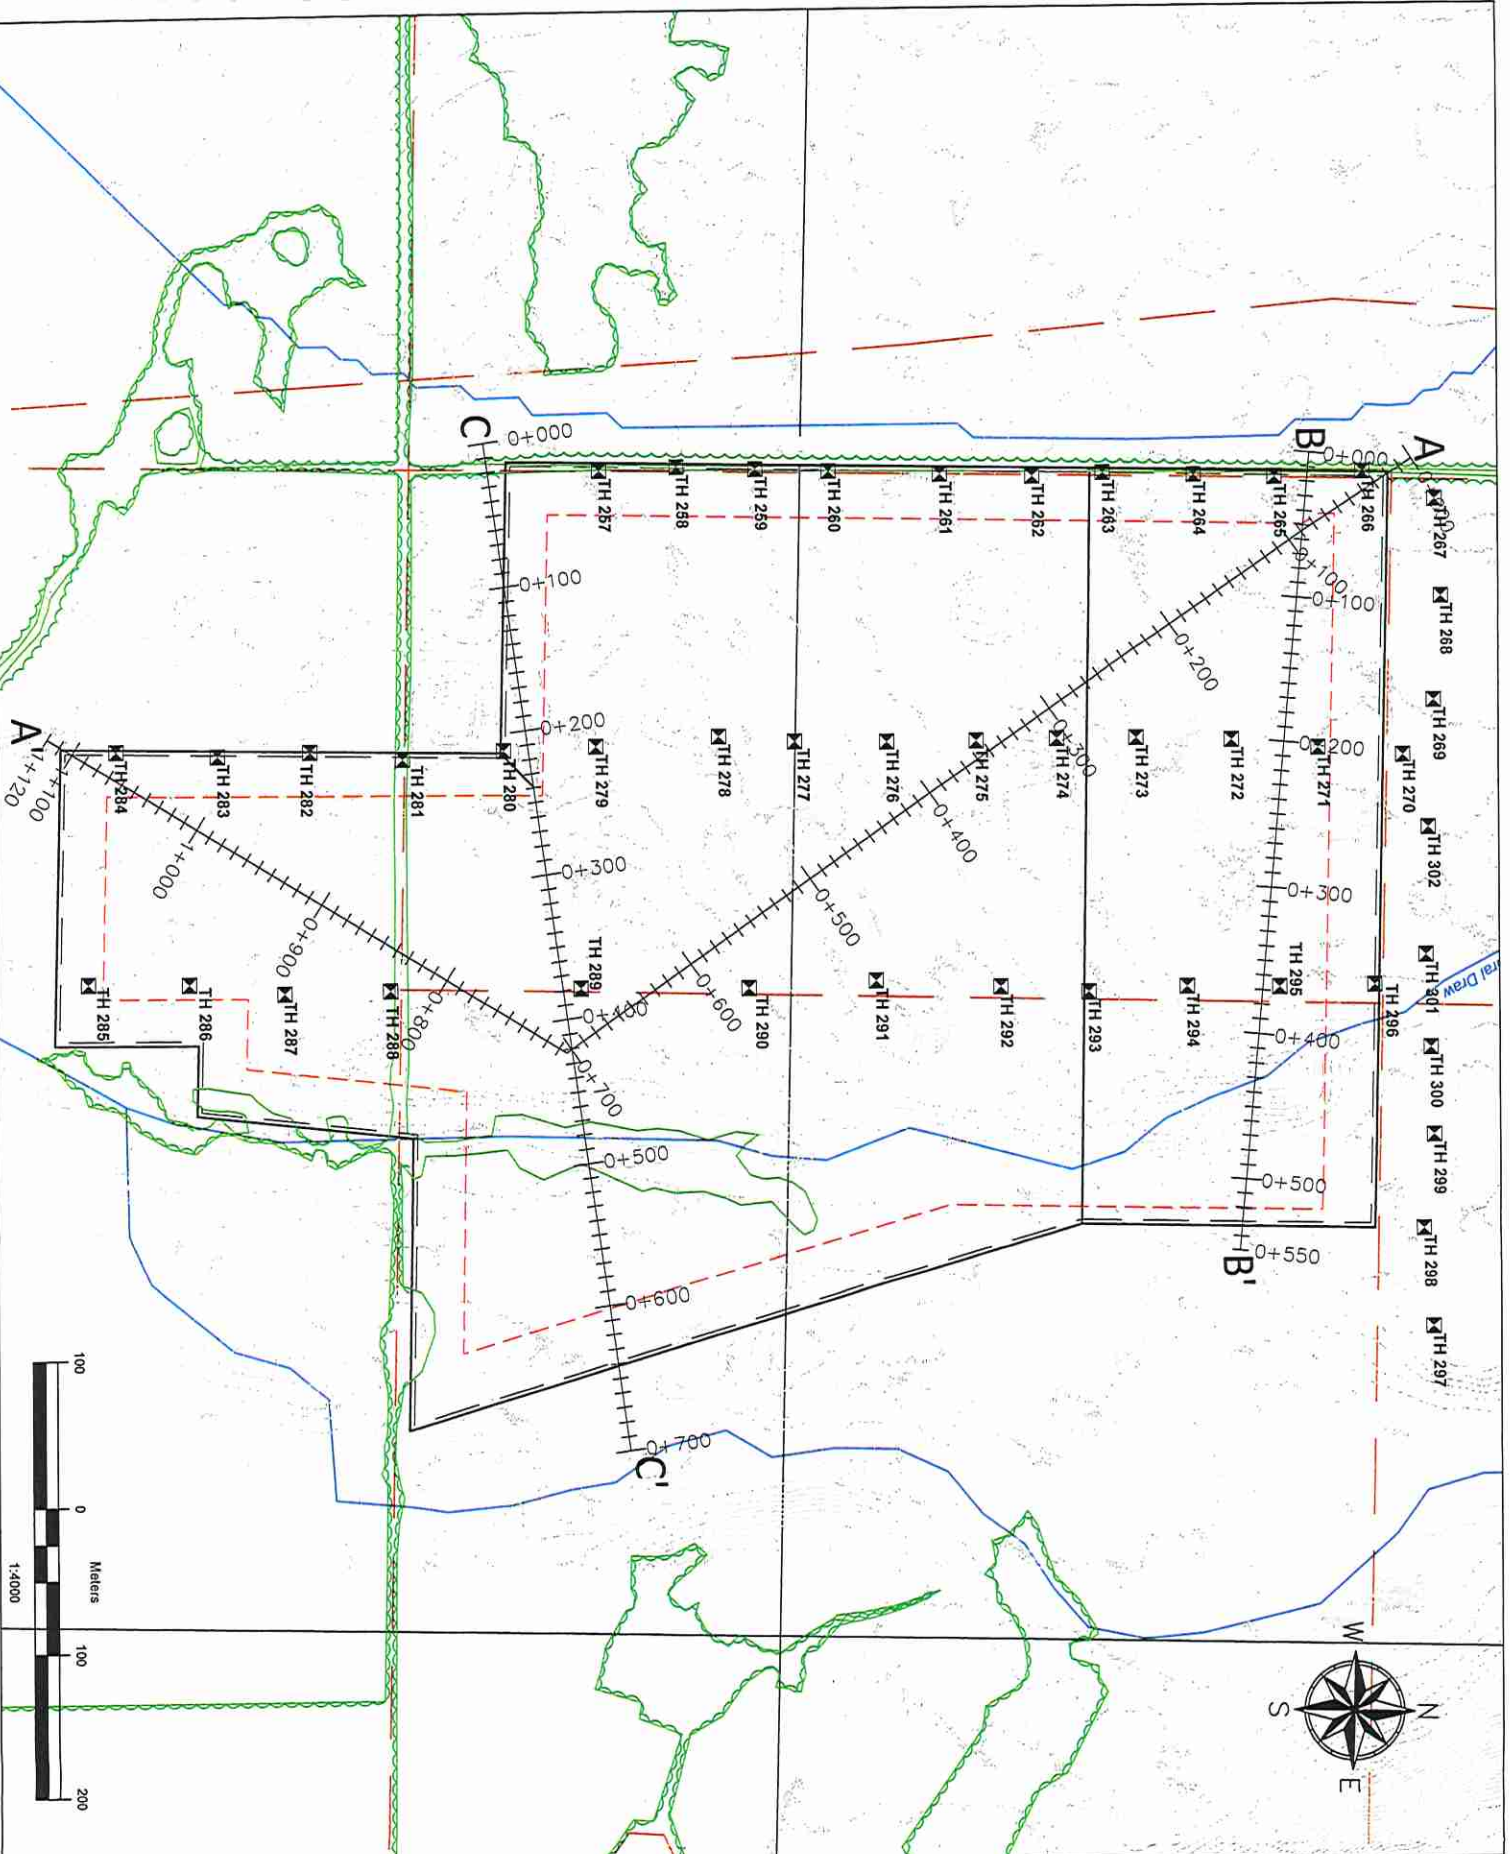 A
0+000
B
0+000
C
0+000
TH 257
TH 258
TH 259
TH 260
TH 261
TH 262
TH 263
TH 264
TH 265
TH 266
TH 267
TH 268
TH 269
TH 270
TH 302
TH 301
TH 300
TH 299
TH 298
TH 297
0+100
0+100
0+100
0+200
0+200
0+200
TH 271
TH 272
TH 273
TH 274
0+300
TH 275
TH 276
TH 277
TH 278
TH 279
TH 280
TH 281
TH 282
TH 283
TH 284
A'
1+120
1+100
1+000
0+900
0+800
0+700
0+600
0+500
0+400
0+300
0+300
TH 285
TH 286
TH 287
TH 288
TH 289
TH 290
TH 291
TH 292
TH 293
TH 294
TH 295
TH 296
ral Draw
0+400
0+400
0+500
0+500
0+550
B'
0+600
0+700
C'
100
0
100
200
Meters
1:4000
N
E
S
W